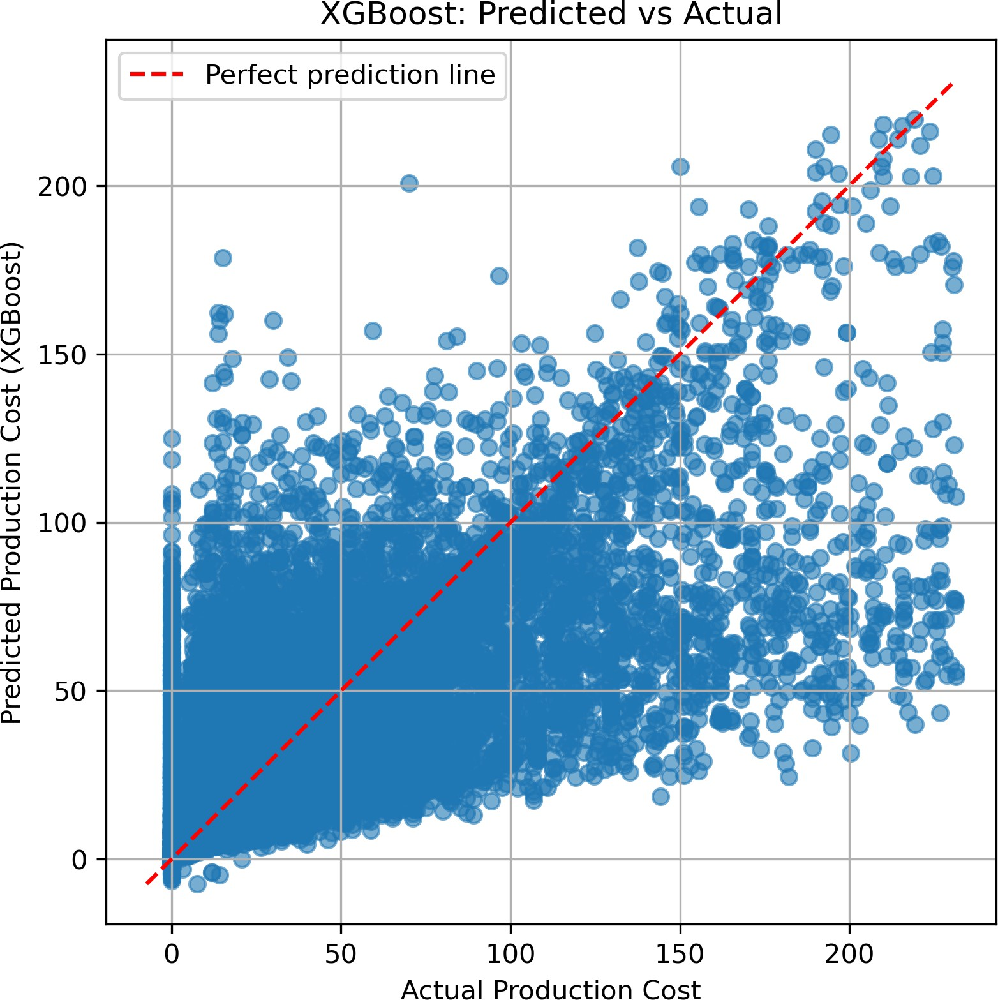 XGBoost: Predicted vs Actual
Perfect prediction line
Predicted Production Cost (XGBoost)
200
150
100
50
0
0 50 100 150 200
Actual Production Cost